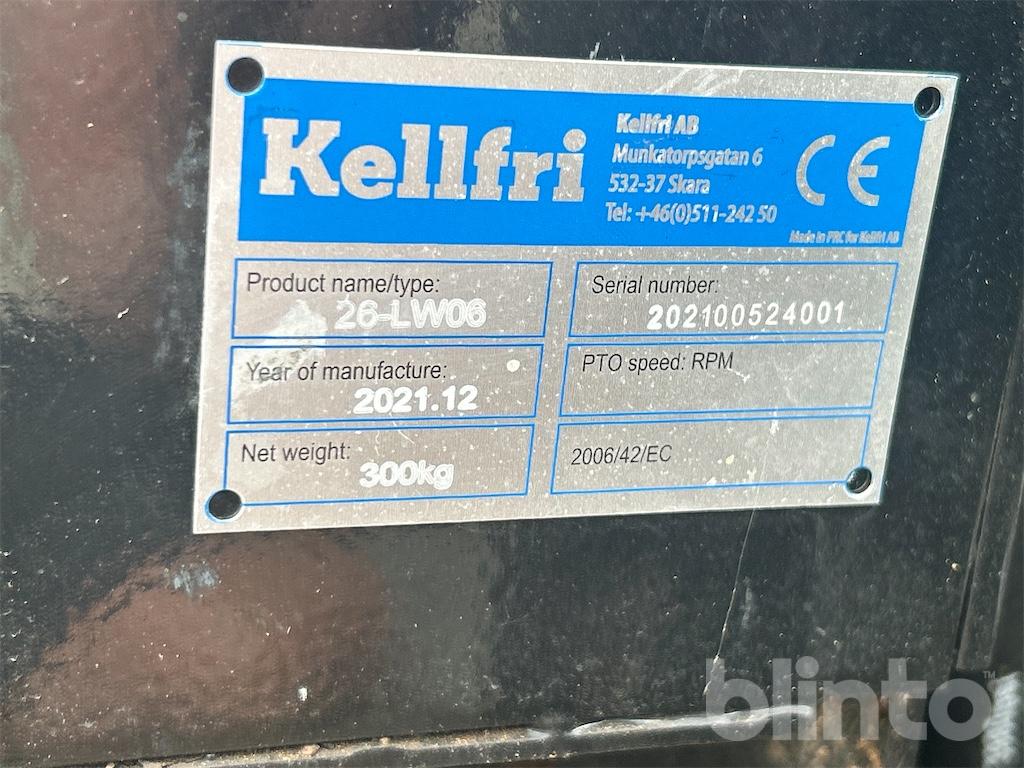 Kellfri
Kellfri AB
Munkatorpsgatan 6
532-37 Skara
Tel: +46(0)511-242 50
CE
Made in PRC for Kellfri AB
Product name/type:
26-LW06
Serial number:
202100524001
Year of manufacture:
2021.12
PTO speed: RPM
Net weight:
300kg
2006/42/EC
blinto™